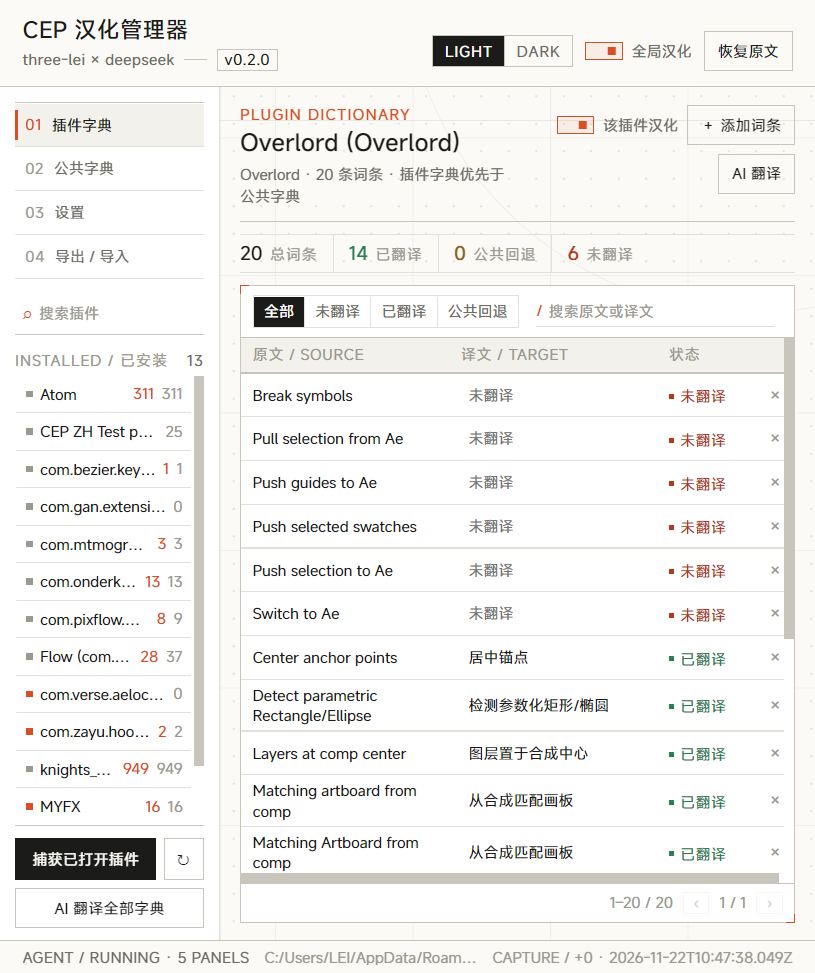 CEP 汉化管理器
three-lei × deepseek — v0.2.0
LIGHT DARK 全局汉化 恢复原文
01 插件字典
02 公共字典
03 设置
04 导出 / 导入
搜索插件
INSTALLED / 已安装 13
Atom 311 311
CEP ZH Test p... 25
com.bezier.key... 1 1
com.gan.extensi... 0
com.mtmogr... 3 3
com.onderk... 13 13
com.pixflow.... 8 9
Flow (com.... 28 37
com.verse.aeloc... 0
com.zayu.hoo... 2 2
knights_... 949 949
MYFX 16 16
捕获已打开插件 ↻
AI 翻译全部字典
PLUGIN DICTIONARY
Overlord (Overlord)
Overlord · 20 条词条 · 插件字典优先于
公共字典
该插件汉化 + 添加词条
AI 翻译
20 总词条 14 已翻译 0 公共回退 6 未翻译
全部 未翻译 已翻译 公共回退 / 搜索原文或译文
原文 / SOURCE 译文 / TARGET 状态
Break symbols 未翻译 未翻译 ×
Pull selection from Ae 未翻译 未翻译 ×
Push guides to Ae 未翻译 未翻译 ×
Push selected swatches 未翻译 未翻译 ×
Push selection to Ae 未翻译 未翻译 ×
Switch to Ae 未翻译 未翻译 ×
Center anchor points 居中锚点 已翻译 ×
Detect parametric
Rectangle/Ellipse 检测参数化矩形/椭圆 已翻译 ×
Layers at comp center 图层置于合成中心 已翻译 ×
Matching artboard from
comp 从合成匹配画板 已翻译 ×
Matching Artboard from
comp 从合成匹配画板 已翻译 ×
1–20 / 20 ‹ 1 / 1 ›
AGENT / RUNNING · 5 PANELS C:/Users/LEI/AppData/Roam... CAPTURE / +0 · 2026-11-22T10:47:38.049Z